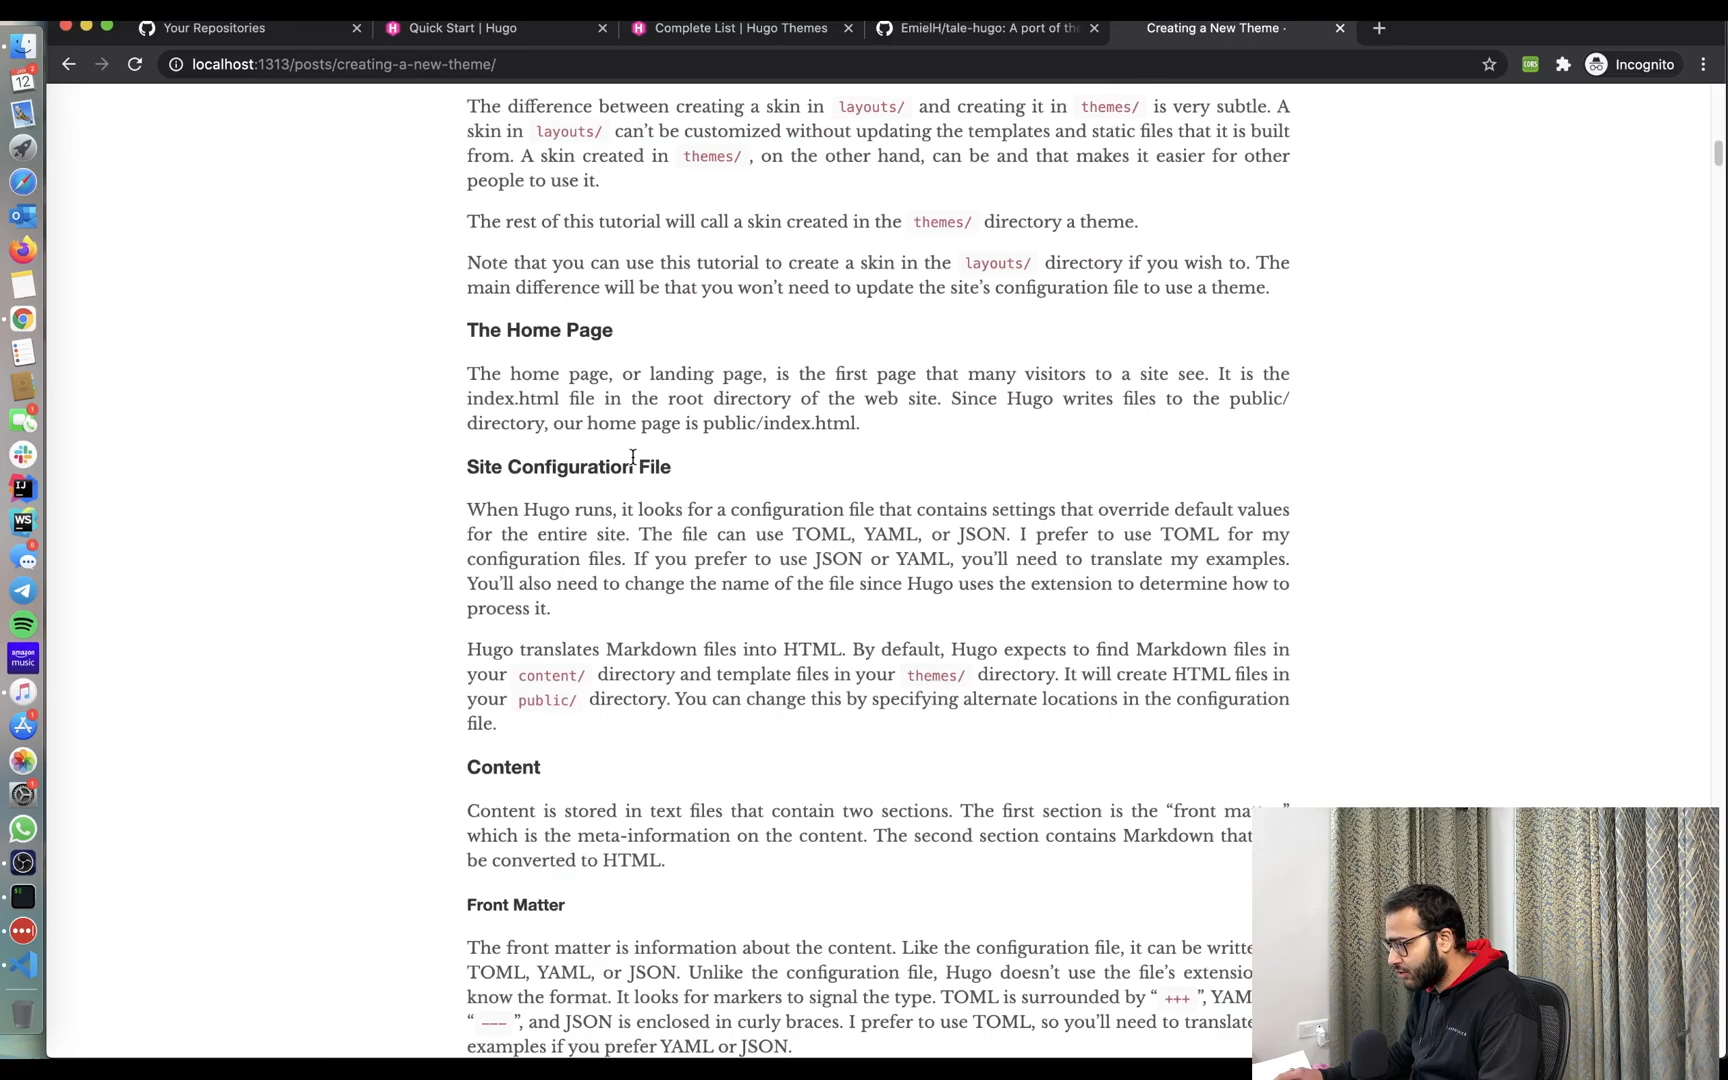 Your Repositories
Quick Start | Hugo
Complete List | Hugo Themes
EmielH/tale-hugo: A port of the
Creating a New Theme ·
localhost:1313/posts/creating-a-new-theme/
CORS
Incognito
The difference between creating a skin in layouts/ and creating it in themes/ is very subtle. A
skin in layouts/ can't be customized without updating the templates and static files that it is built
from. A skin created in themes/ , on the other hand, can be and that makes it easier for other
people to use it.
The rest of this tutorial will call a skin created in the themes/ directory a theme.
Note that you can use this tutorial to create a skin in the layouts/ directory if you wish to. The
main difference will be that you won't need to update the site's configuration file to use a theme.
The Home Page
The home page, or landing page, is the first page that many visitors to a site see. It is the
index.html file in the root directory of the web site. Since Hugo writes files to the public/
directory, our home page is public/index.html.
Site Configuration File
When Hugo runs, it looks for a configuration file that contains settings that override default values
for the entire site. The file can use TOML, YAML, or JSON. I prefer to use TOML for my
configuration files. If you prefer to use JSON or YAML, you'll need to translate my examples.
You'll also need to change the name of the file since Hugo uses the extension to determine how to
process it.
Hugo translates Markdown files into HTML. By default, Hugo expects to find Markdown files in
your content/ directory and template files in your themes/ directory. It will create HTML files in
your public/ directory. You can change this by specifying alternate locations in the configuration
file.
Content
Content is stored in text files that contain two sections. The first section is the “front
which is the meta-information on the content. The second section contains Markdown that
be converted to HTML.
Front Matter
The front matter is information about the content. Like the configuration file, it can be
TOML, YAML, or JSON. Unlike the configuration file, Hugo doesn't use the file's
know the format. It looks for markers to signal the type. TOML is surrounded by “ +++ ”,
“ --- ”, and JSON is enclosed in curly braces. I prefer to use TOML, so you'll need to translate
examples if you prefer YAML or JSON.
JAN
12
IJ
WS
amazon
music